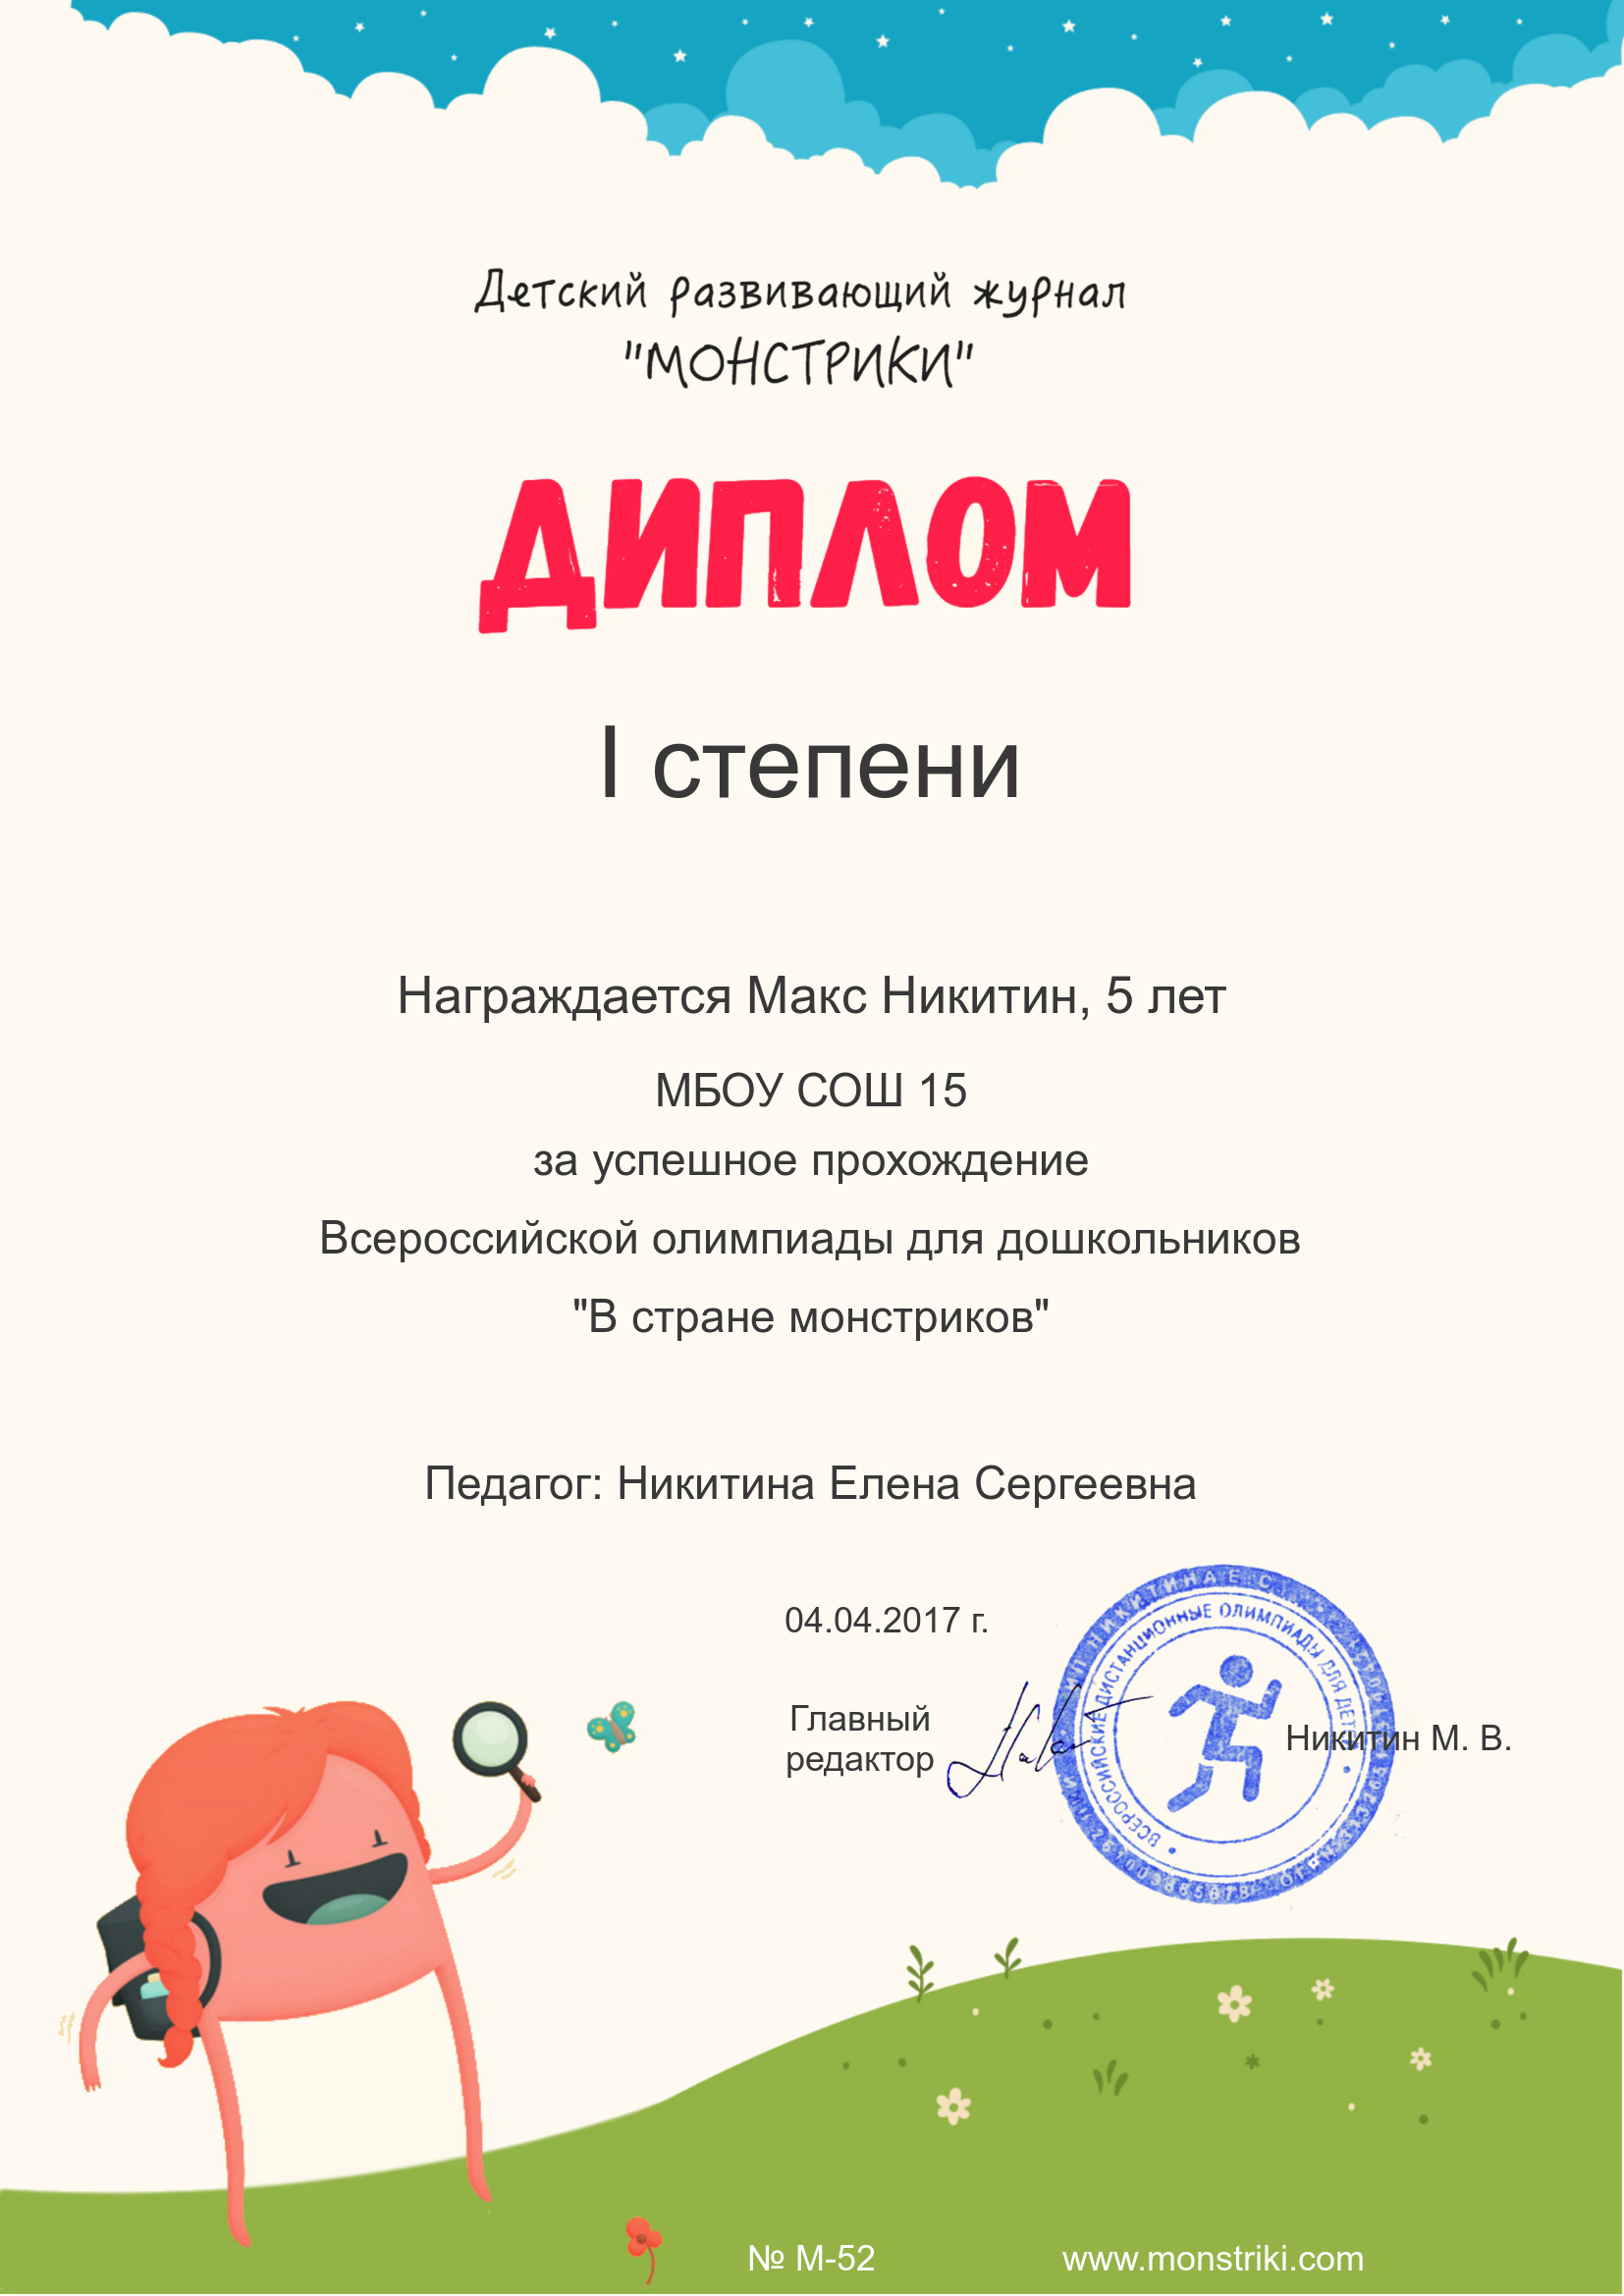 Детский развивающий журнал
"МОНСТРИКИ"
ДИПЛОМ
I степени
Награждается Макс Никитин, 5 лет
МБОУ СОШ 15
за успешное прохождение
Всероссийской олимпиады для дошкольников
"В стране монстриков"
Педагог: Никитина Елена Сергеевна
04.04.2017 г.
Главный
редактор
Никитин М. В.
НИКИТИНА Е. С.
ВСЕРОССИЙСКИЕ ДИСТАНЦИОННЫЕ ОЛИМПИАДЫ ДЛЯ ДЕТЕЙ
№ М-52
www.monstriki.com